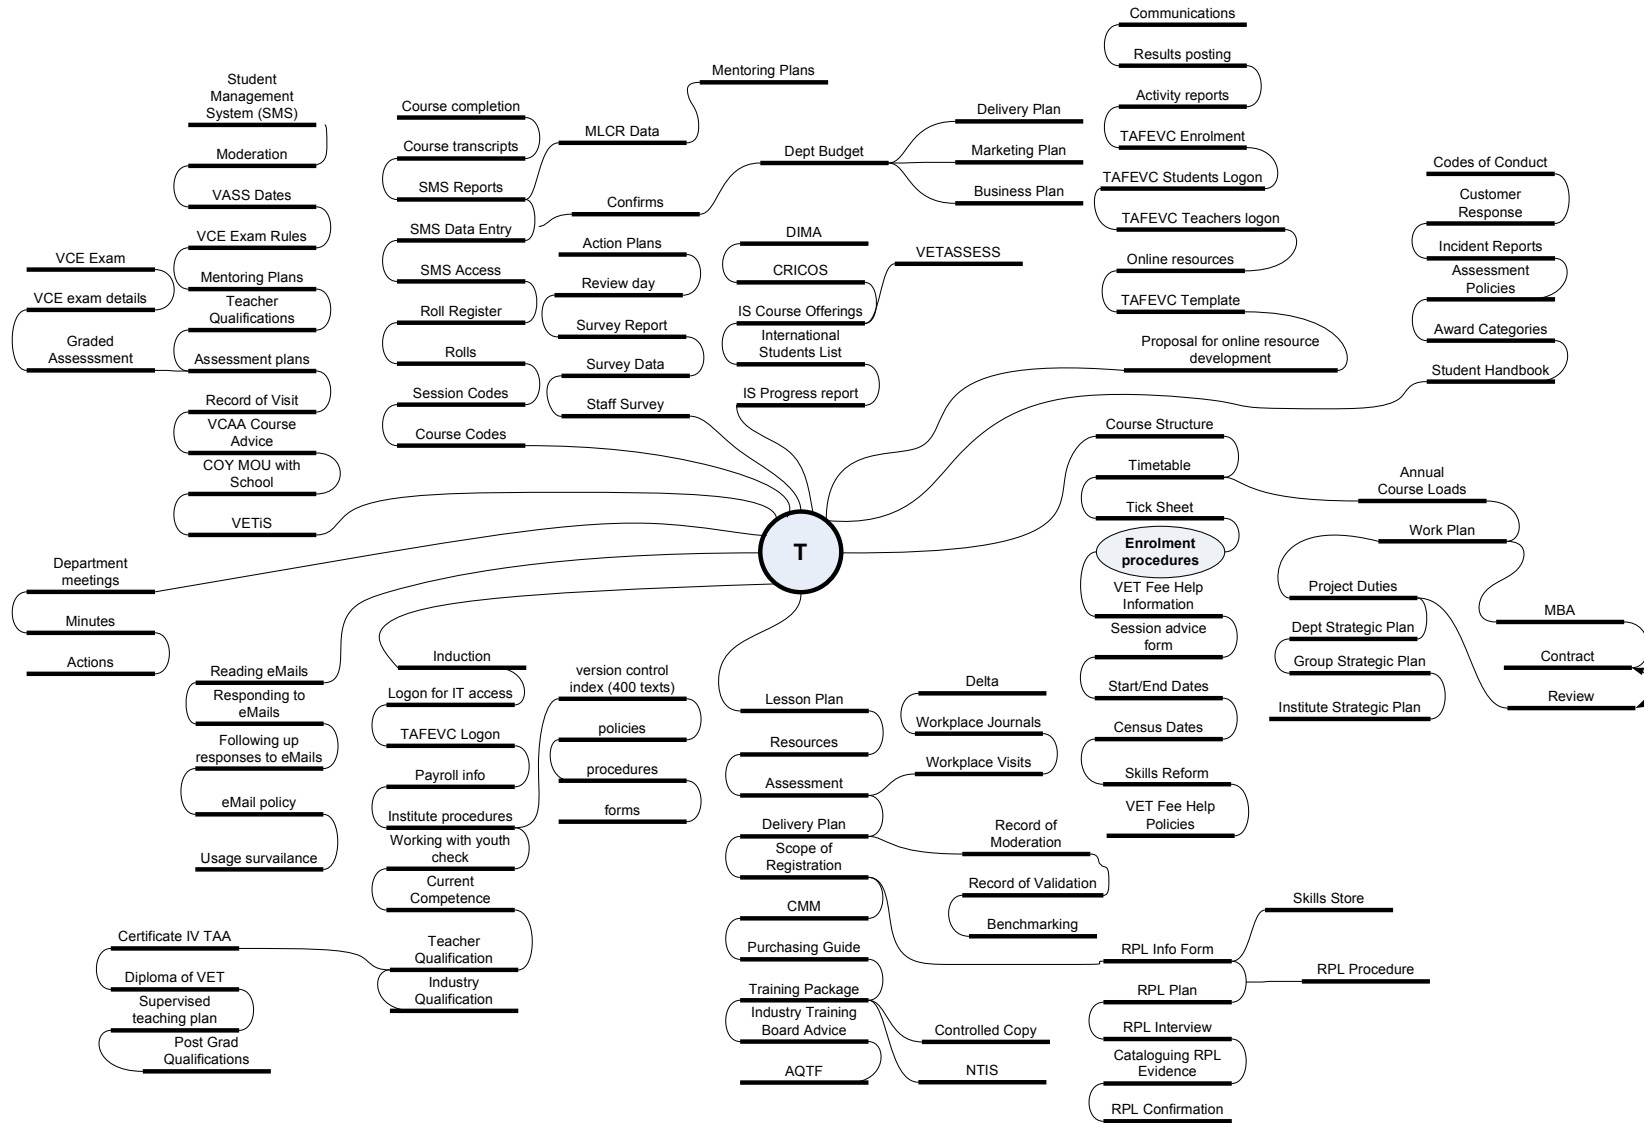 Communications
Results posting
Activity reports
TAFEVC Enrolment
TAFEVC Students Logon
TAFEVC Teachers logon
Online resources
TAFEVC Template
Proposal for online resource
development
Student
Management
System (SMS)
Moderation
VASS Dates
VCE Exam Rules
Mentoring Plans
Teacher
Qualifications
Assessment plans
Record of Visit
VCAA Course
Advice
COY MOU with
School
VETiS
VCE Exam
VCE exam details
Graded
Assesssment
Course completion
Course transcripts
SMS Reports
SMS Data Entry
SMS Access
Roll Register
Rolls
Session Codes
Course Codes
MLCR Data
Mentoring Plans
Confirms
Dept Budget
Delivery Plan
Marketing Plan
Business Plan
Action Plans
Review day
Survey Report
Survey Data
Staff Survey
DIMA
CRICOS
IS Course Offerings
International
Students List
IS Progress report
VETASSESS
Codes of Conduct
Customer
Response
Incident Reports
Assessment
Policies
Award Categories
Student Handbook
T
Course Structure
Timetable
Tick Sheet
Enrolment
procedures
VET Fee Help
Information
Session advice
form
Start/End Dates
Census Dates
Skills Reform
VET Fee Help
Policies
Annual
Course Loads
Work Plan
Project Duties
Dept Strategic Plan
Group Strategic Plan
Institute Strategic Plan
MBA
Contract
Review
Department
meetings
Minutes
Actions
Reading eMails
Responding to
eMails
Following up
responses to eMails
eMail policy
Usage survailance
Induction
Logon for IT access
TAFEVC Logon
Payroll info
Institute procedures
Working with youth
check
Current
Competence
Teacher
Qualification
Industry
Qualification
version control
index (400 texts)
policies
procedures
forms
Certificate IV TAA
Diploma of VET
Supervised
teaching plan
Post Grad
Qualifications
Lesson Plan
Resources
Assessment
Delivery Plan
Scope of
Registration
CMM
Purchasing Guide
Training Package
Industry Training
Board Advice
AQTF
Delta
Workplace Journals
Workplace Visits
Record of
Moderation
Record of Validation
Benchmarking
Controlled Copy
NTIS
Skills Store
RPL Info Form
RPL Procedure
RPL Plan
RPL Interview
Cataloguing RPL
Evidence
RPL Confirmation